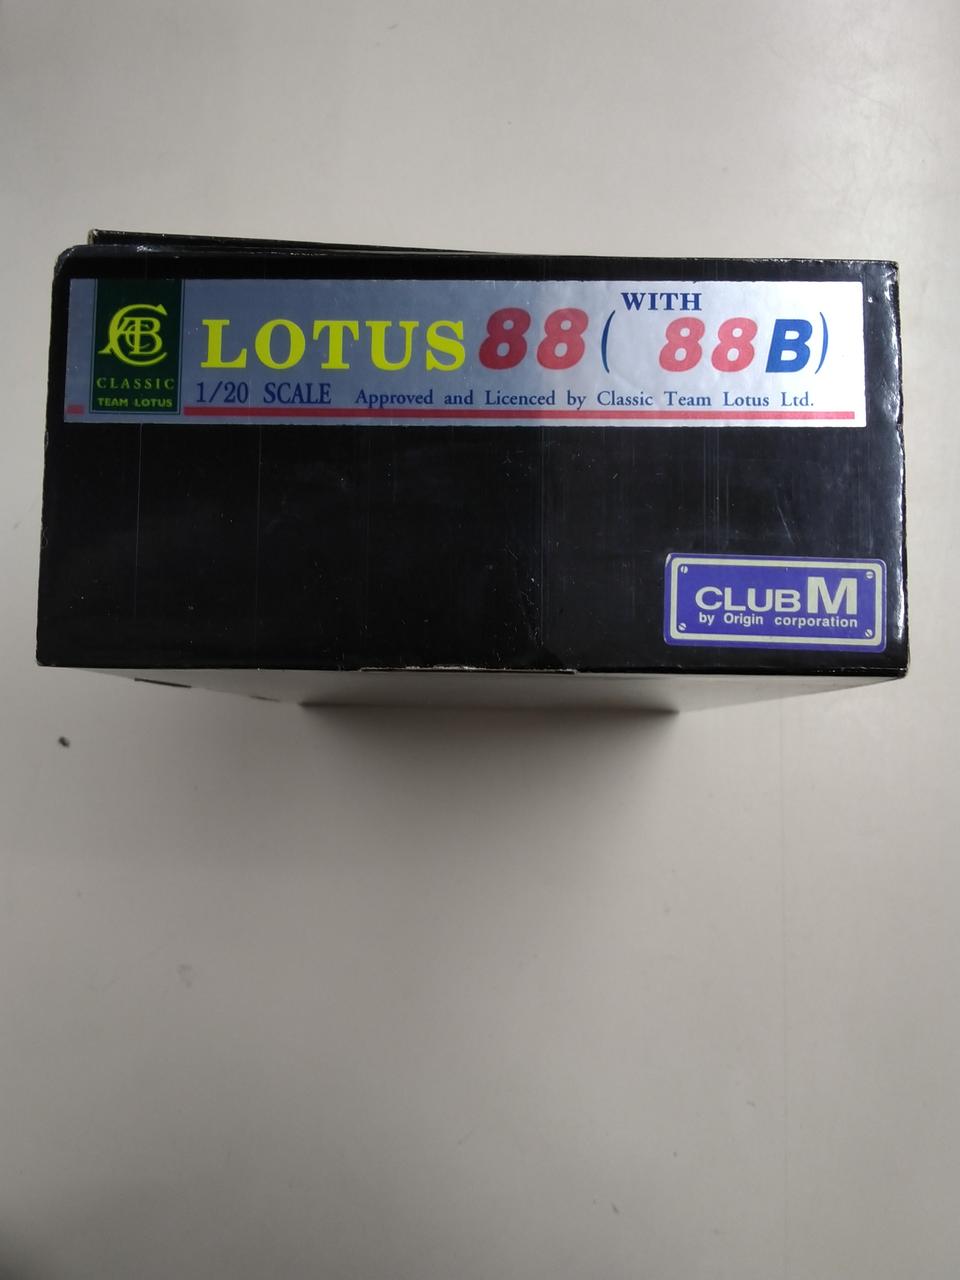 CLASSIC
TEAM LOTUS
WITH
LOTUS 88 ( 88B)
1/20 SCALE Approved and Licenced by Classic Team Lotus Ltd.
CLUB M
by Origin corporation